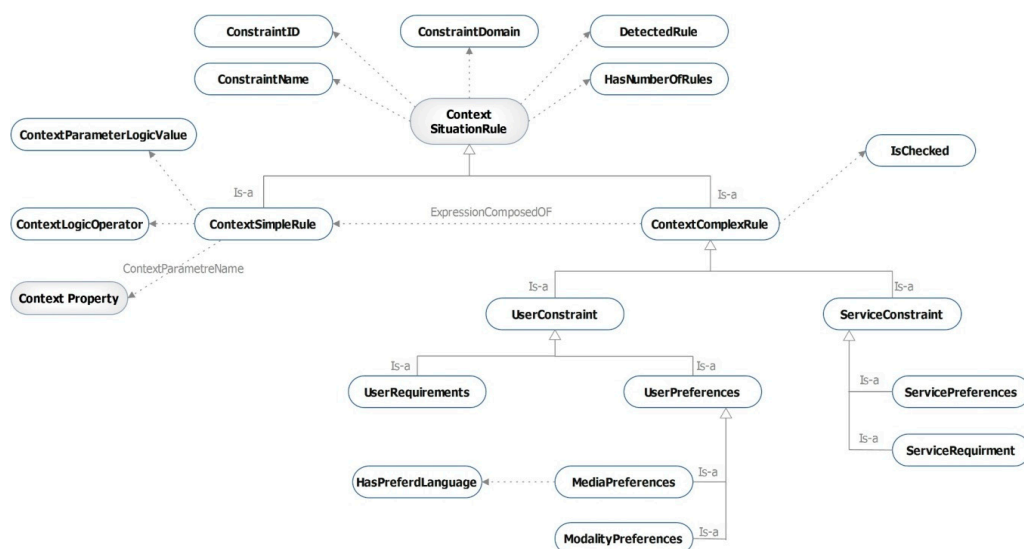 ConstraintID
ConstraintDomain
DetectedRule
ConstraintName
HasNumberOfRules
Context
SituationRule
ContextParameterLogicValue
IsChecked
Is-a
Is-a
ContextLogicOperator
ContextSimpleRule
ExpressionComposedOF
ContextComplexRule
ContextParametreName
Context Property
Is-a
Is-a
UserConstraint
ServiceConstraint
Is-a
Is-a
Is-a
UserRequirements
UserPreferences
ServicePreferences
Is-a
ServiceRequirment
Is-a
HasPreferdLanguage
MediaPreferences
Is-a
ModalityPreferences